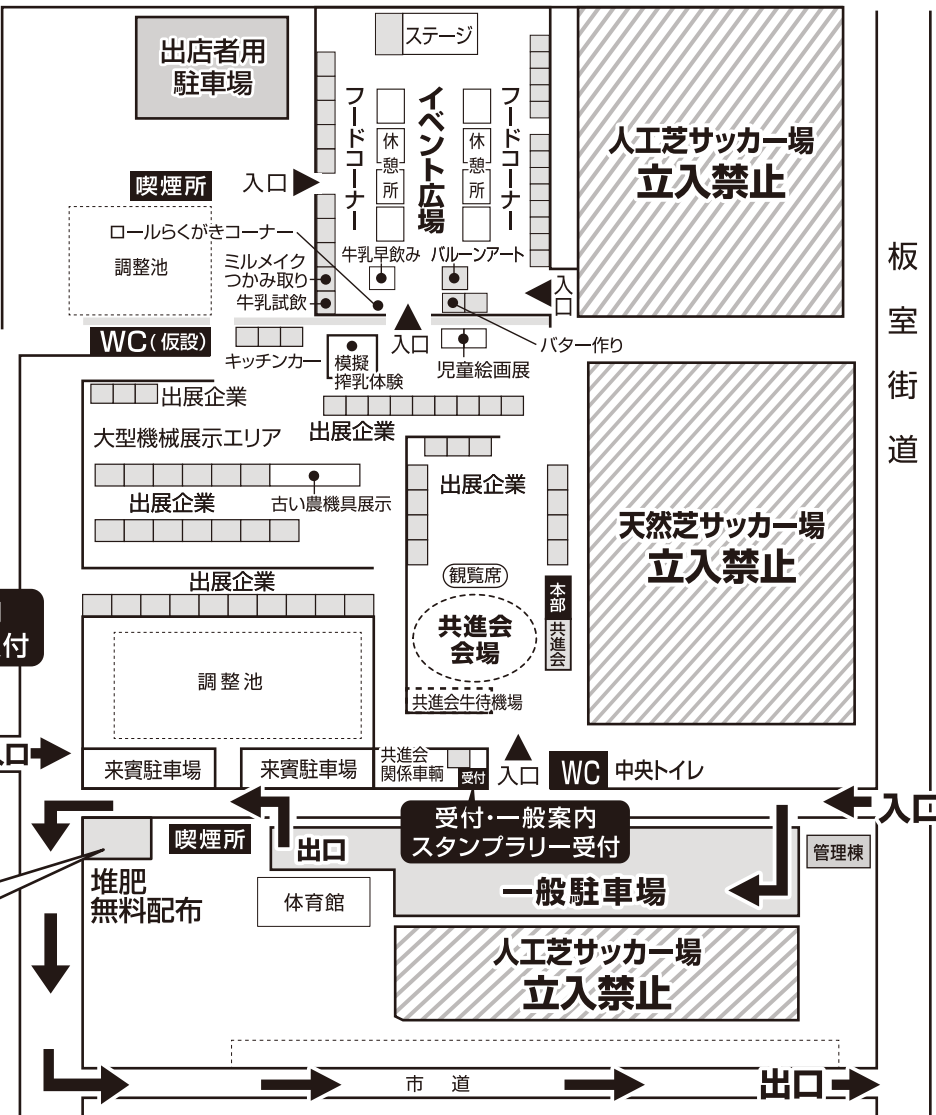 ステージ
出店者用
駐車場
フードコーナー
休憩所
イベント広場
休憩所
フードコーナー
人工芝サッカー場
立入禁止
喫煙所
入口
板室街道
ロールらくがきコーナー
調整池
牛乳早飲み
バルーンアート
ミルメイク
つかみ取り
牛乳試飲
入口
WC(仮設)
キッチンカー
模擬
搾乳体験
入口
児童絵画展
バター作り
出展企業
大型機械展示エリア
出展企業
出展企業
古い農機具展示
出展企業
天然芝サッカー場
立入禁止
出展企業
観覧席
本部
共進会
共進会
会場
付
調整池
共進会牛待機場
入口
来賓駐車場
来賓駐車場
共進会
関係車輌
受付
入口
WC
中央トイレ
入口
受付・一般案内
スタンプラリー受付
喫煙所
出口
管理棟
堆肥
無料配布
体育館
一般駐車場
人工芝サッカー場
立入禁止
市道
出口